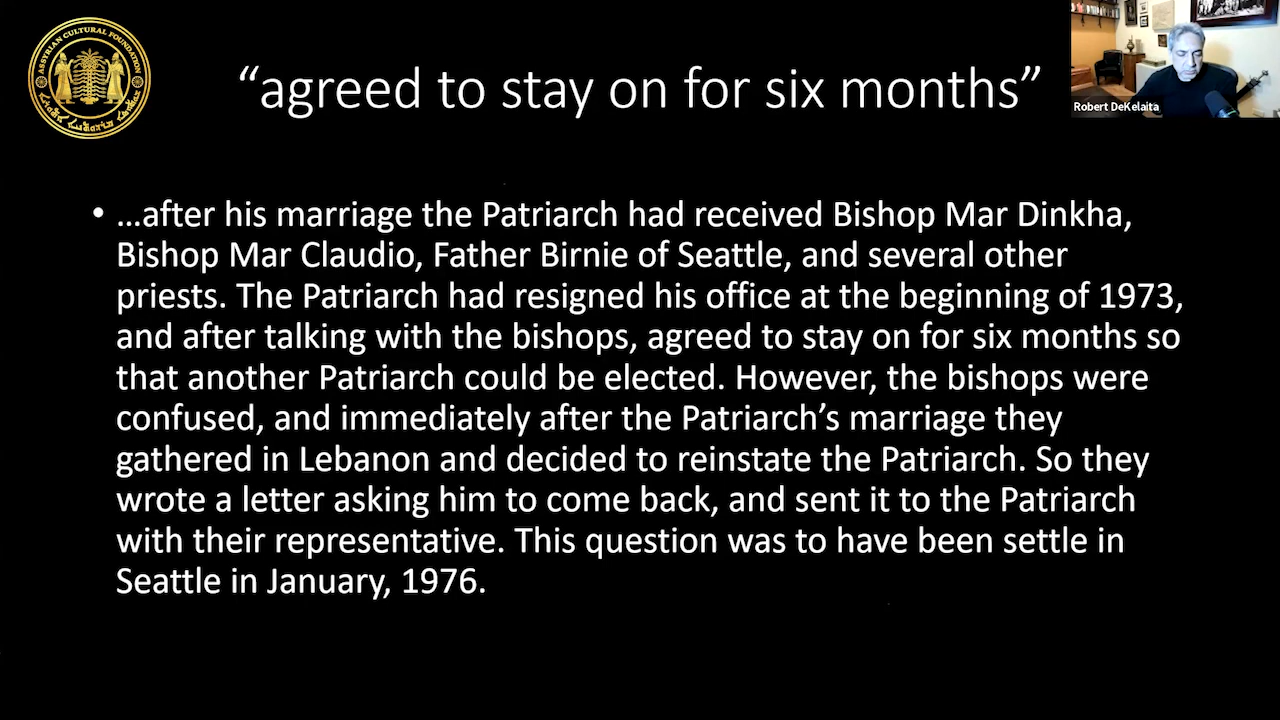 ASSYRIAN CULTURAL FOUNDATION
“agreed to stay on for six months”
Robert DeKelaita
• …after his marriage the Patriarch had received Bishop Mar Dinkha,
Bishop Mar Claudio, Father Birnie of Seattle, and several other
priests. The Patriarch had resigned his office at the beginning of 1973,
and after talking with the bishops, agreed to stay on for six months so
that another Patriarch could be elected. However, the bishops were
confused, and immediately after the Patriarch’s marriage they
gathered in Lebanon and decided to reinstate the Patriarch. So they
wrote a letter asking him to come back, and sent it to the Patriarch
with their representative. This question was to have been settle in
Seattle in January, 1976.